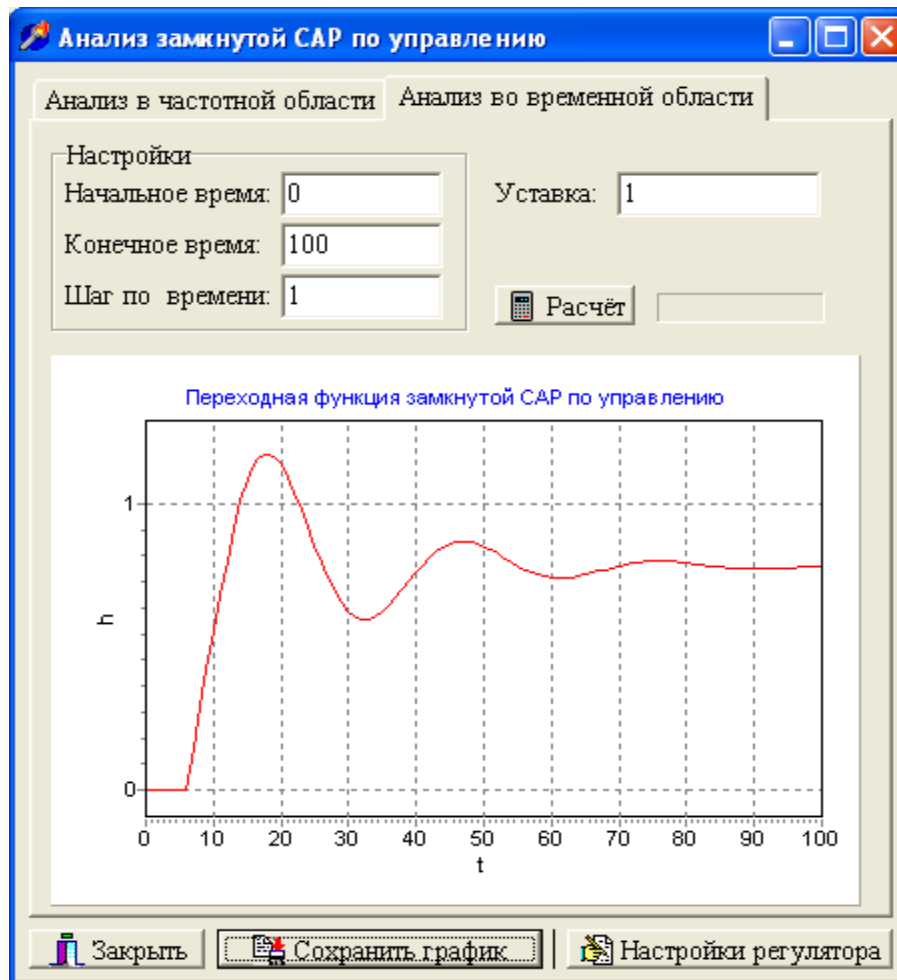 Анализ замкнутой САР по управлению
Анализ в частотной области
Анализ во временной области
Настройки
Начальное время: 0
Уставка: 1
Конечное время: 100
Шаг по времени: 1
Расчёт
Переходная функция замкнутой САР по управлению
1
h
0
0 10 20 30 40 50 60 70 80 90 100
t
Закрыть
Сохранить график
Настройки регулятора